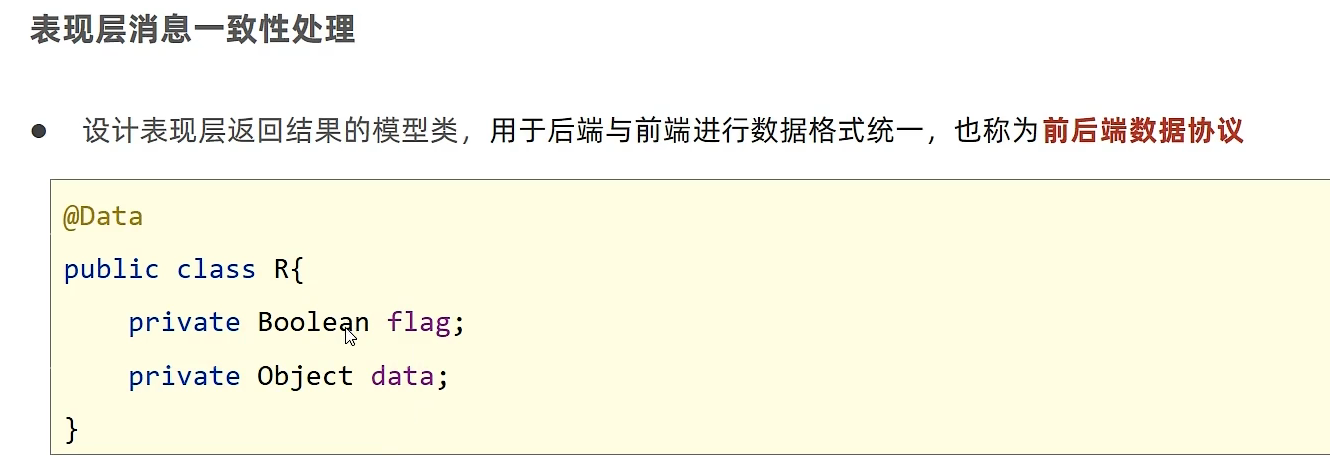 表现层消息一致性处理
● 设计表现层返回结果的模型类，用于后端与前端进行数据格式统一，也称为前后端数据协议
@Data
public class R{
    private Boolean flag;
    private Object data;
}